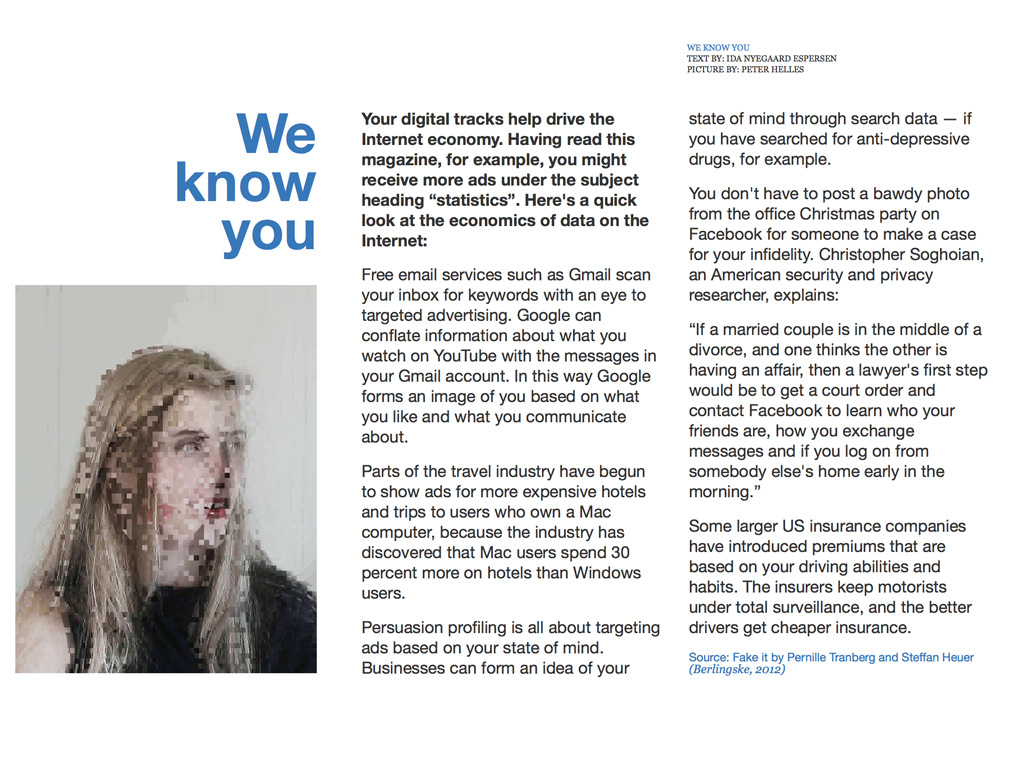 WE KNOW YOU
TEXT BY: IDA NYEGAARD ESPERSEN
PICTURE BY: PETER HELLES
We
know
you
Your digital tracks help drive the
Internet economy. Having read this
magazine, for example, you might
receive more ads under the subject
heading “statistics”. Here's a quick
look at the economics of data on the
Internet:
Free email services such as Gmail scan
your inbox for keywords with an eye to
targeted advertising. Google can
conflate information about what you
watch on YouTube with the messages in
your Gmail account. In this way Google
forms an image of you based on what
you like and what you communicate
about.
Parts of the travel industry have begun
to show ads for more expensive hotels
and trips to users who own a Mac
computer, because the industry has
discovered that Mac users spend 30
percent more on hotels than Windows
users.
Persuasion profiling is all about targeting
ads based on your state of mind.
Businesses can form an idea of your
state of mind through search data — if
you have searched for anti-depressive
drugs, for example.
You don't have to post a bawdy photo
from the office Christmas party on
Facebook for someone to make a case
for your infidelity. Christopher Soghoian,
an American security and privacy
researcher, explains:
“If a married couple is in the middle of a
divorce, and one thinks the other is
having an affair, then a lawyer's first step
would be to get a court order and
contact Facebook to learn who your
friends are, how you exchange
messages and if you log on from
somebody else's home early in the
morning.”
Some larger US insurance companies
have introduced premiums that are
based on your driving abilities and
habits. The insurers keep motorists
under total surveillance, and the better
drivers get cheaper insurance.
Source: Fake it by Pernille Tranberg and Steffan Heuer
(Berlingske, 2012)